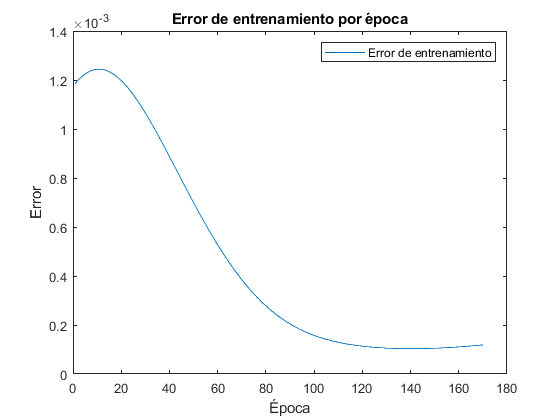 Error de entrenamiento por época
×10-3
Error de entrenamiento
1.4
1.2
1
0.8
0.6
0.4
0.2
0
Error
0 20 40 60 80 100 120 140 160 180
Época